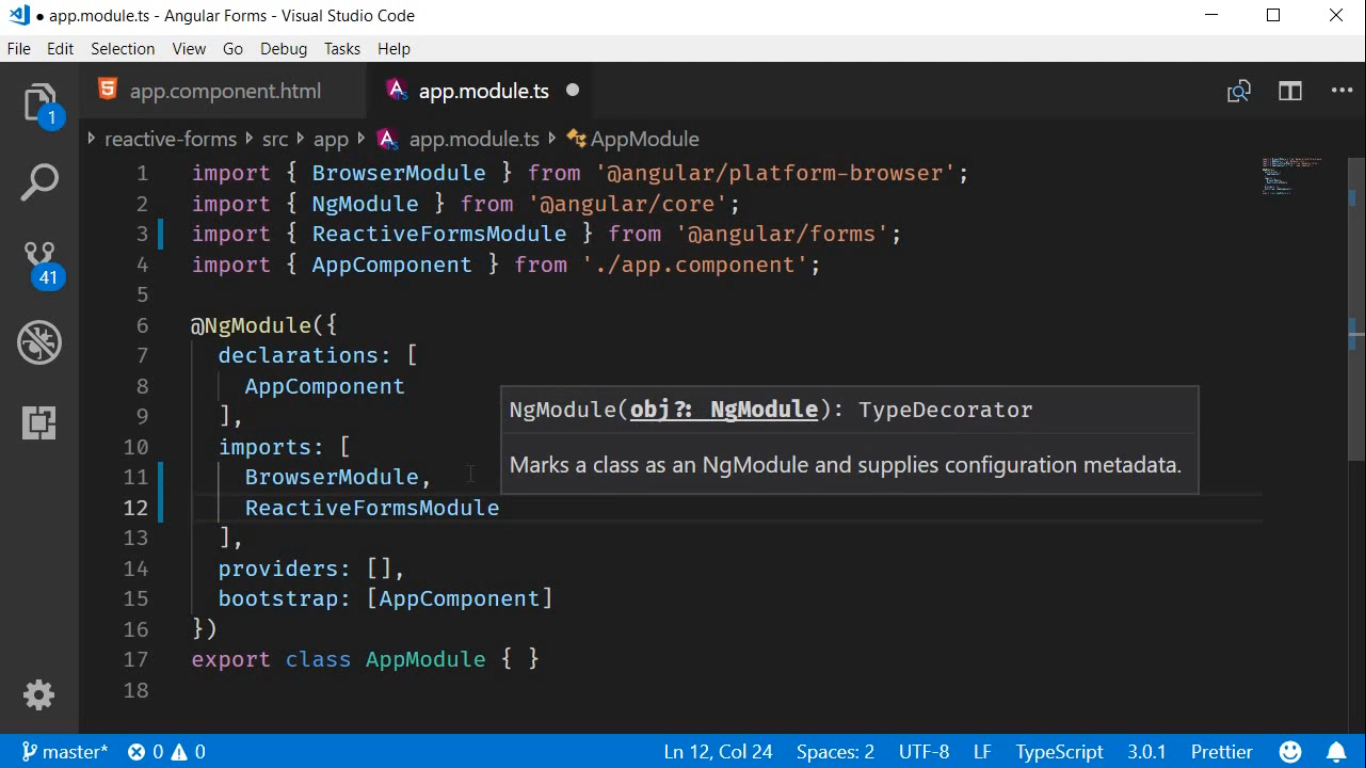 ● app.module.ts - Angular Forms - Visual Studio Code
File Edit Selection View Go Debug Tasks Help
1
app.component.html
app.module.ts
reactive-forms src app app.module.ts AppModule
1 import { BrowserModule } from '@angular/platform-browser';
2 import { NgModule } from '@angular/core';
3 import { ReactiveFormsModule } from '@angular/forms';
41
4 import { AppComponent } from './app.component';
5
6 @NgModule({
7 declarations: [
8 AppComponent
9 ],
NgModule(obj?: NgModule): TypeDecorator
10 imports: [
Marks a class as an NgModule and supplies configuration metadata.
11 BrowserModule,
12 ReactiveFormsModule
13 ],
14 providers: [],
15 bootstrap: [AppComponent]
16 })
17 export class AppModule { }
18
master* 0 0 Ln 12, Col 24 Spaces: 2 UTF-8 LF TypeScript 3.0.1 Prettier